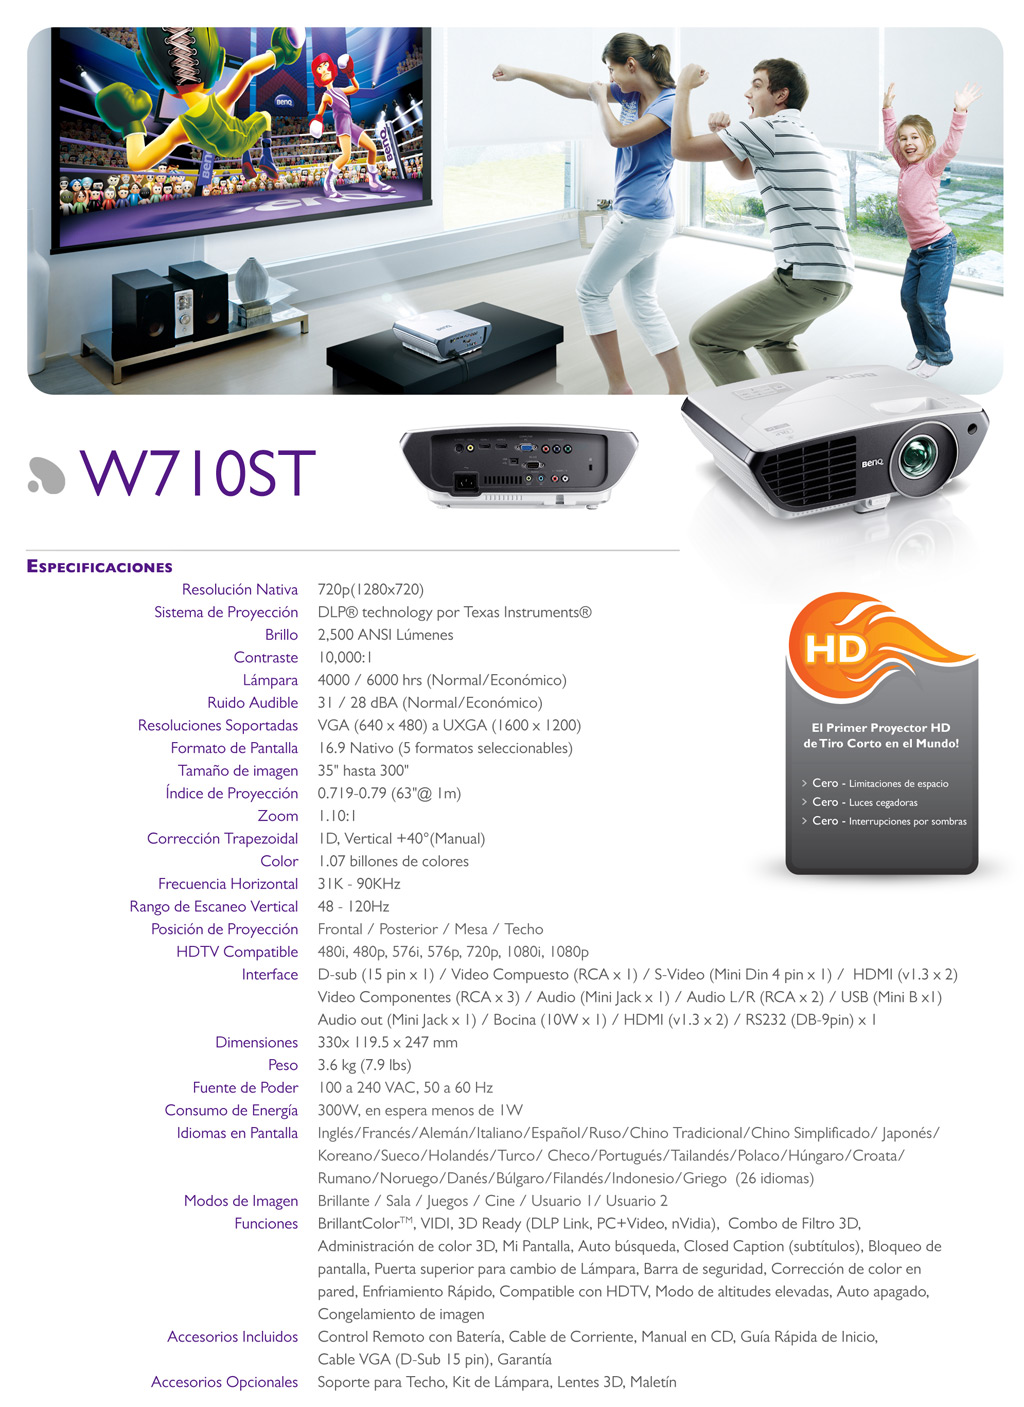 BenQ
BenQ
BenQ
BenQ
W710ST
BenQ
ESPECIFICACIONES
Resolución Nativa 720p(1280x720)
Sistema de Proyección DLP® technology por Texas Instruments®
Brillo 2,500 ANSI Lúmenes
Contraste 10,000:1
Lámpara 4000 / 6000 hrs (Normal/Económico)
Ruido Audible 31 / 28 dBA (Normal/Económico)
Resoluciones Soportadas VGA (640 x 480) a UXGA (1600 x 1200)
Formato de Pantalla 16.9 Nativo (5 formatos seleccionables)
Tamaño de imagen 35" hasta 300"
Índice de Proyección 0.719-0.79 (63"@ 1m)
Zoom 1.10:1
Corrección Trapezoidal 1D, Vertical +40°(Manual)
Color 1.07 billones de colores
Frecuencia Horizontal 31K - 90KHz
Rango de Escaneo Vertical 48 - 120Hz
Posición de Proyección Frontal / Posterior / Mesa / Techo
HDTV Compatible 480i, 480p, 576i, 576p, 720p, 1080i, 1080p
Interface D-sub (15 pin x 1) / Video Compuesto (RCA x 1) / S-Video (Mini Din 4 pin x 1) / HDMI (v1.3 x 2)
Video Componentes (RCA x 3) / Audio (Mini Jack x 1) / Audio L/R (RCA x 2) / USB (Mini B x1)
Audio out (Mini Jack x 1) / Bocina (10W x 1) / HDMI (v1.3 x 2) / RS232 (DB-9pin) x 1
Dimensiones 330x 119.5 x 247 mm
Peso 3.6 kg (7.9 lbs)
Fuente de Poder 100 a 240 VAC, 50 a 60 Hz
Consumo de Energía 300W, en espera menos de 1W
Idiomas en Pantalla Inglés/Francés/Alemán/Italiano/Español/Ruso/Chino Tradicional/Chino Simplificado/ Japonés/
Koreano/Sueco/Holandés/Turco/ Checo/Portugués/Tailandés/Polaco/Húngaro/Croata/
Rumano/Noruego/Danés/Búlgaro/Filandés/Indonesio/Griego (26 idiomas)
Modos de Imagen Brillante / Sala / Juegos / Cine / Usuario 1/ Usuario 2
Funciones BrillantColor™, VIDI, 3D Ready (DLP Link, PC+Video, nVidia), Combo de Filtro 3D,
Administración de color 3D, Mi Pantalla, Auto búsqueda, Closed Caption (subtítulos), Bloqueo de
pantalla, Puerta superior para cambio de Lámpara, Barra de seguridad, Corrección de color en
pared, Enfriamiento Rápido, Compatible con HDTV, Modo de altitudes elevadas, Auto apagado,
Congelamiento de imagen
Accesorios Incluidos Control Remoto con Batería, Cable de Corriente, Manual en CD, Guía Rápida de Inicio,
Cable VGA (D-Sub 15 pin), Garantía
Accesorios Opcionales Soporte para Techo, Kit de Lámpara, Lentes 3D, Maletín
HD
El Primer Proyector HD
de Tiro Corto en el Mundo!
> Cero - Limitaciones de espacio
> Cero - Luces cegadoras
> Cero - Interrupciones por sombras